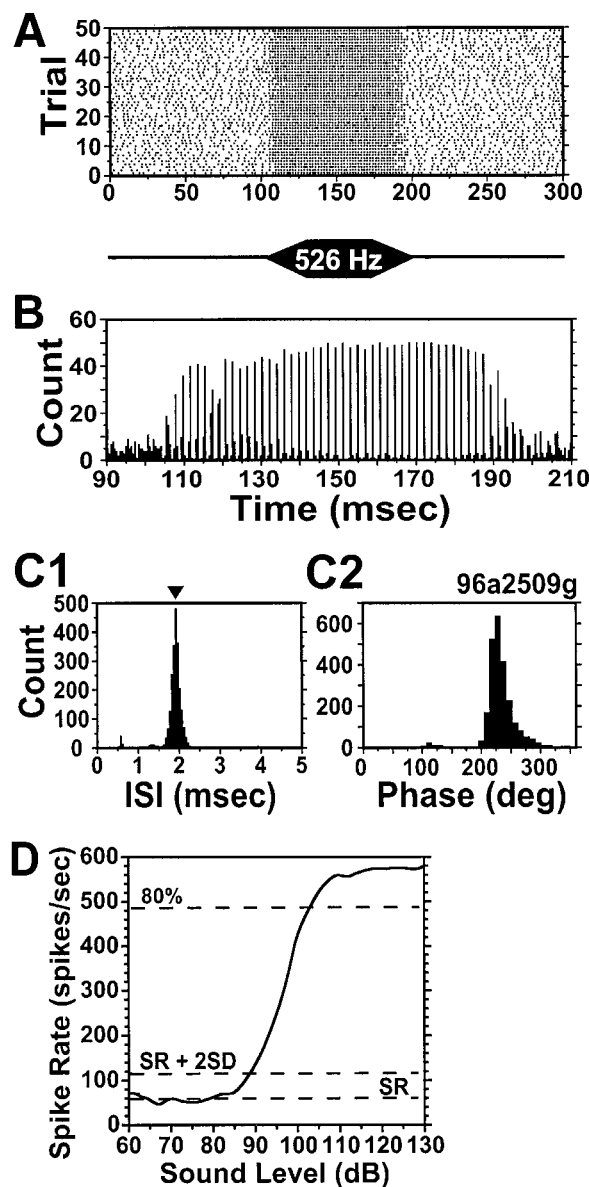 A
Trial
50
40
30
20
10
0
0 50 100 150 200 250 300
526 Hz
B
Count
60
40
20
0
90 110 130 150 170 190 210
Time (msec)
C1
Count
500
400
300
200
100
0
0 1 2 3 4 5
ISI (msec)
C2
96a2509g
600
400
200
0
0 100 200 300
Phase (deg)
D
Spike Rate (spikes/sec)
600
500
400
300
200
100
0
80%
SR + 2SD
SR
60 70 80 90 100 110 120 130
Sound Level (dB)